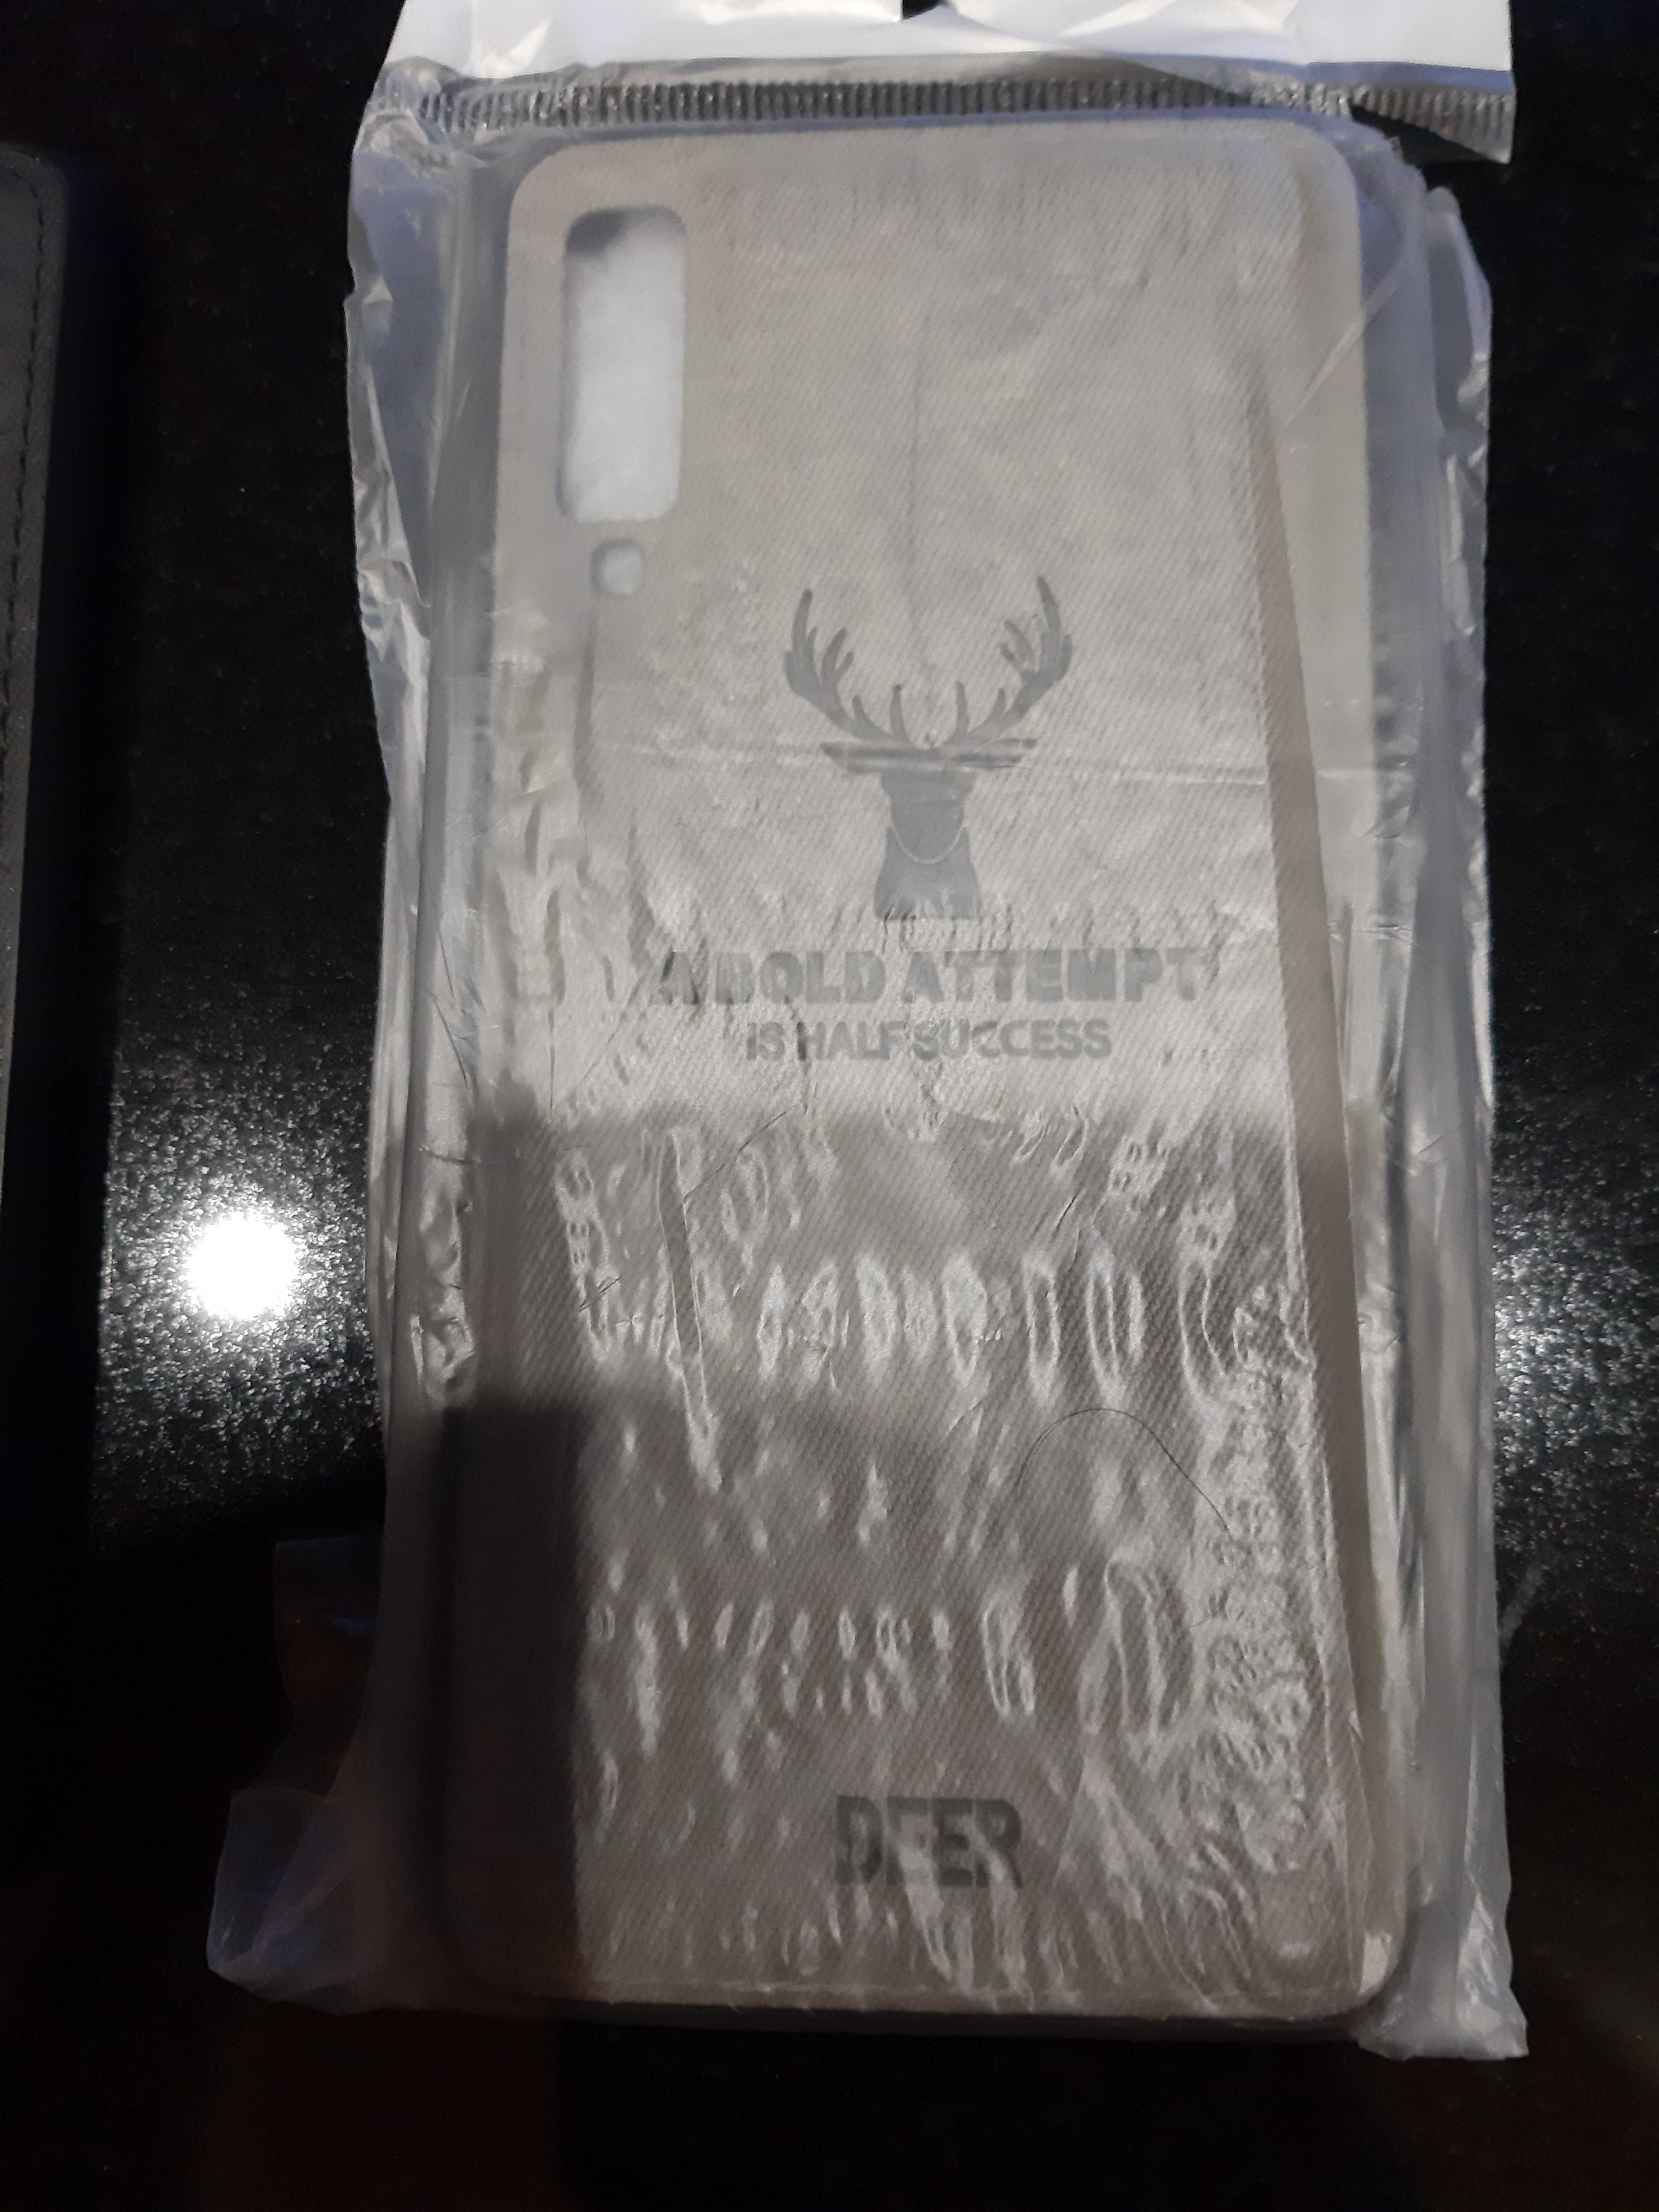 A BOLD ATTEMPT
IS HALF SUCCESS
DEER